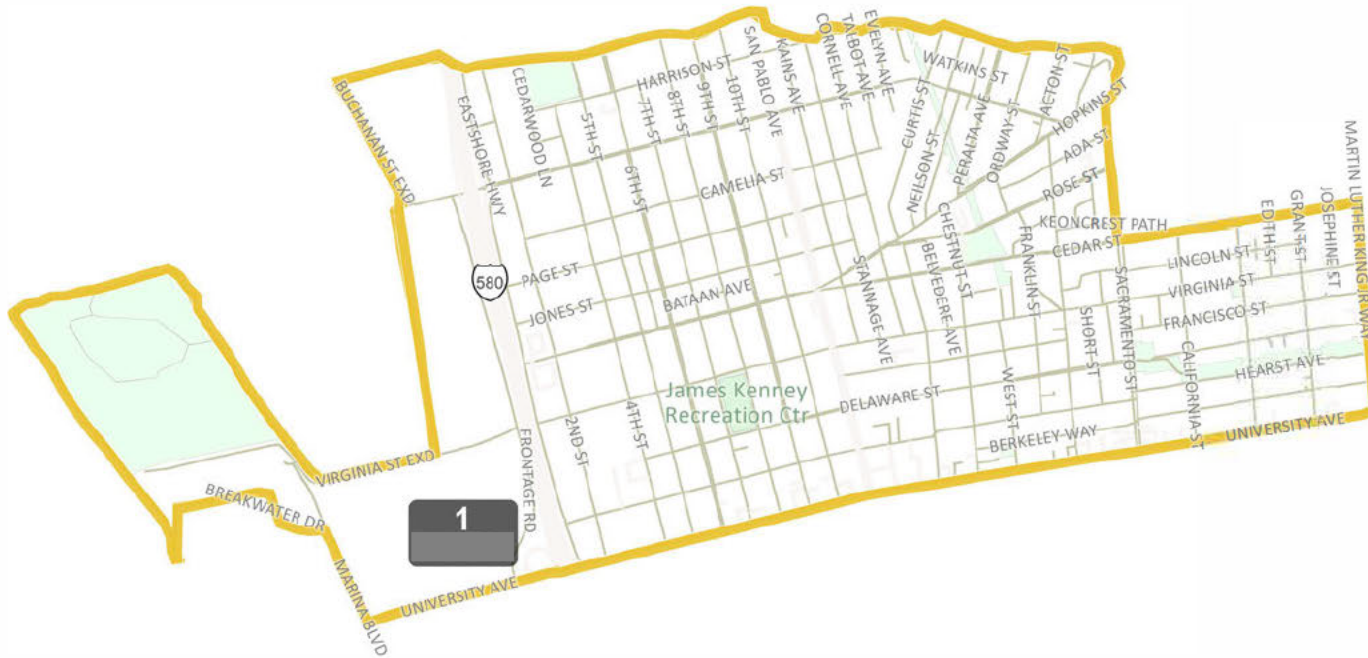 BUCHANAN ST EXD
EASTSHORE HWY
CEDARWOOD LN
HARRISON ST
5TH ST
6TH ST
7TH ST
8TH ST
9TH ST
10TH ST
SAN PABLO AVE
KAINS AVE
CORNELL AVE
TALBOT AVE
EVELYN AVE
WATKINS ST
CURTIS ST
NEILSON ST
PERALTA AVE
ORDWAY ST
ACTON ST
HOPKINS ST
ADA ST
ROSE ST
KEONCREST PATH
CEDAR ST
CAMELIA ST
PAGE ST
JONES ST
BATAAN AVE
580
STANNAGE AVE
BELVEDERE AVE
CHESTNUT ST
FRANKLIN ST
SHORT ST
SACRAMENTO ST
LINCOLN ST
VIRGINIA ST
FRANCISCO ST
CALIFORNIA ST
EDITH ST
GRANT ST
JOSEPHINE ST
MARTIN LUTHER KING JR WAY
HEARST AVE
UNIVERSITY AVE
James Kenney
Recreation Ctr
DELAWARE ST
WEST ST
BERKELEY WAY
4TH ST
2ND ST
FRONTAGE RD
VIRGINIA ST EXD
BREAKWATER DR
1
MARINA BLVD
UNIVERSITY AVE